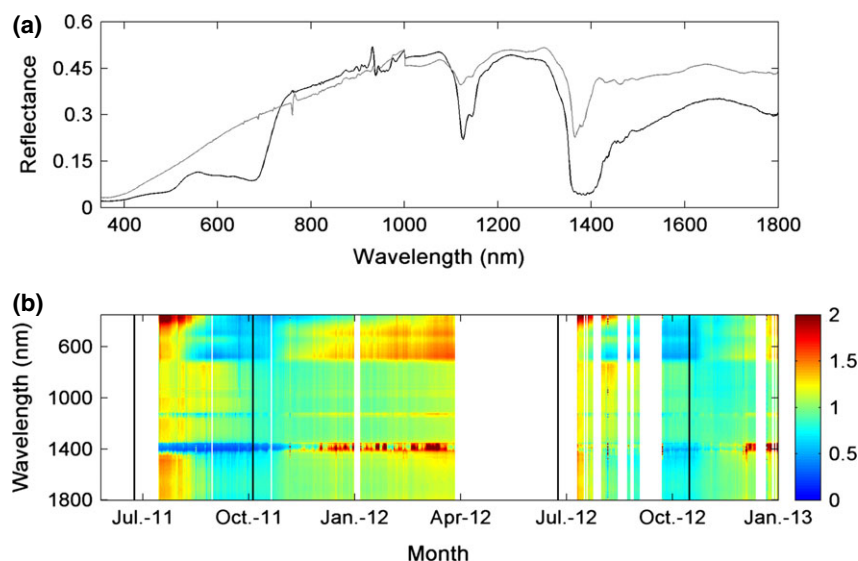 (a)
0.6
0.45
0.3
0.15
0
Reflectance
400 600 800 1000 1200 1400 1600 1800
Wavelength (nm)
(b)
600
1000
1400
1800
Wavelength (nm)
2
1.5
1
0.5
0
Jul.-11 Oct.-11 Jan.-12 Apr.-12 Jul.-12 Oct.-12 Jan.-13
Month